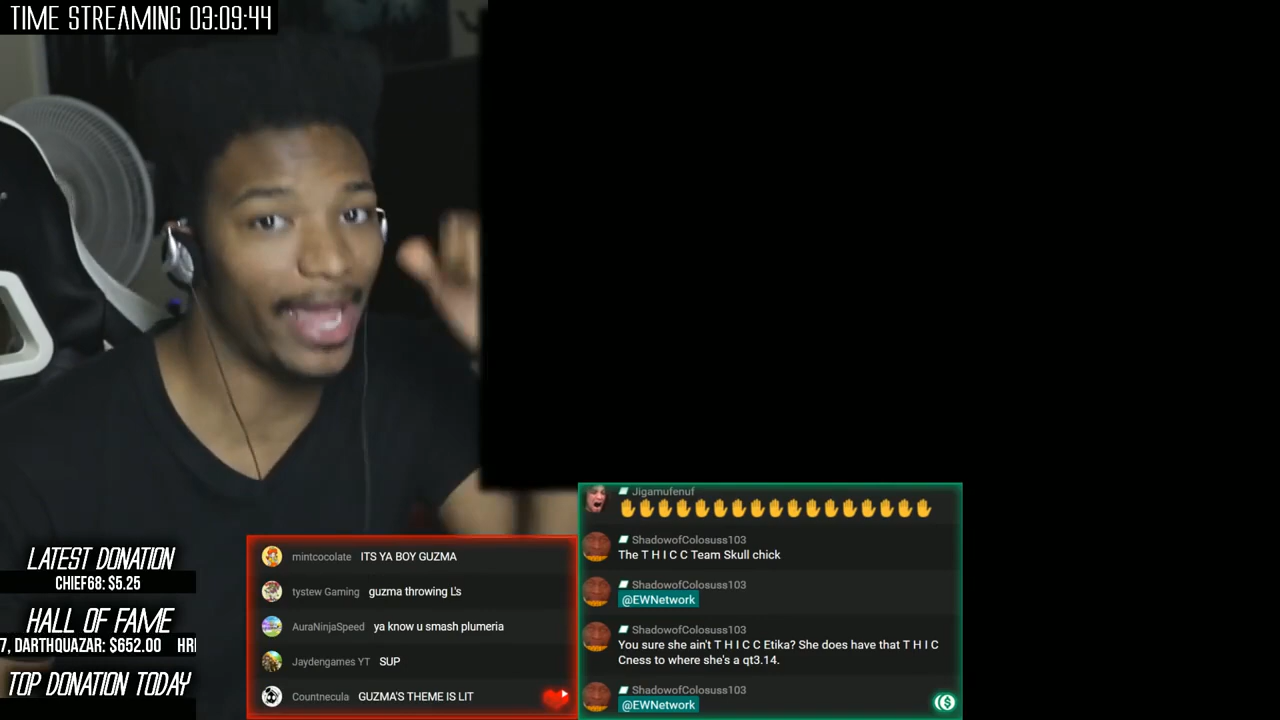 TIME STREAMING 03:09:44
LATEST DONATION
CHIEF68: $5.25
HALL OF FAME
7, DARTHQUAZAR: $652.00 HRI
TOP DONATION TODAY
mintcocolate ITS YA BOY GUZMA
tystew Gaming guzma throwing L's
AuraNinjaSpeed ya know u smash plumeria
Jaydengames YT SUP
Countnecula GUZMA'S THEME IS LIT
Jigamufenuf
✋✋✋✋✋✋✋✋✋✋✋✋✋✋✋✋✋
ShadowofColosuss103
The T H I C C Team Skull chick
ShadowofColosuss103
@EWNetwork
ShadowofColosuss103
You sure she ain't T H I C C Etika? She does have that T H I C
Cness to where she's a qt3.14.
ShadowofColosuss103
@EWNetwork